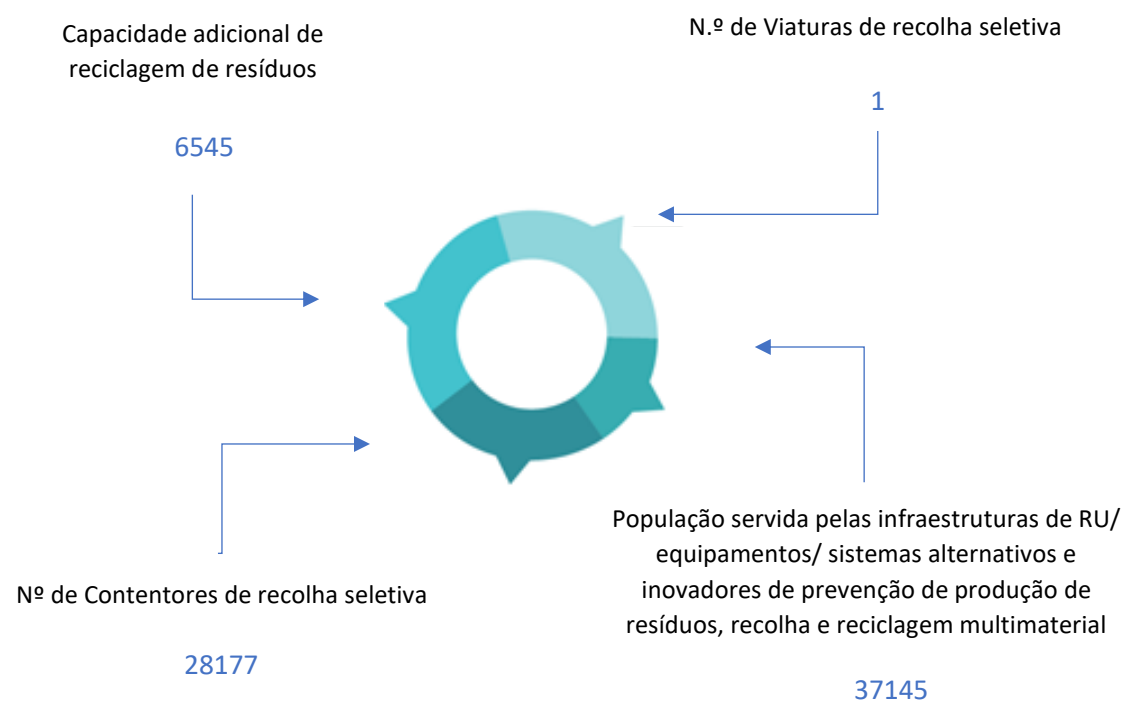 Capacidade adicional de
reciclagem de resíduos
6545
N.º de Viaturas de recolha seletiva
1
Nº de Contentores de recolha seletiva
28177
População servida pelas infraestruturas de RU/
equipamentos/ sistemas alternativos e
inovadores de prevenção de produção de
resíduos, recolha e reciclagem multimaterial
37145